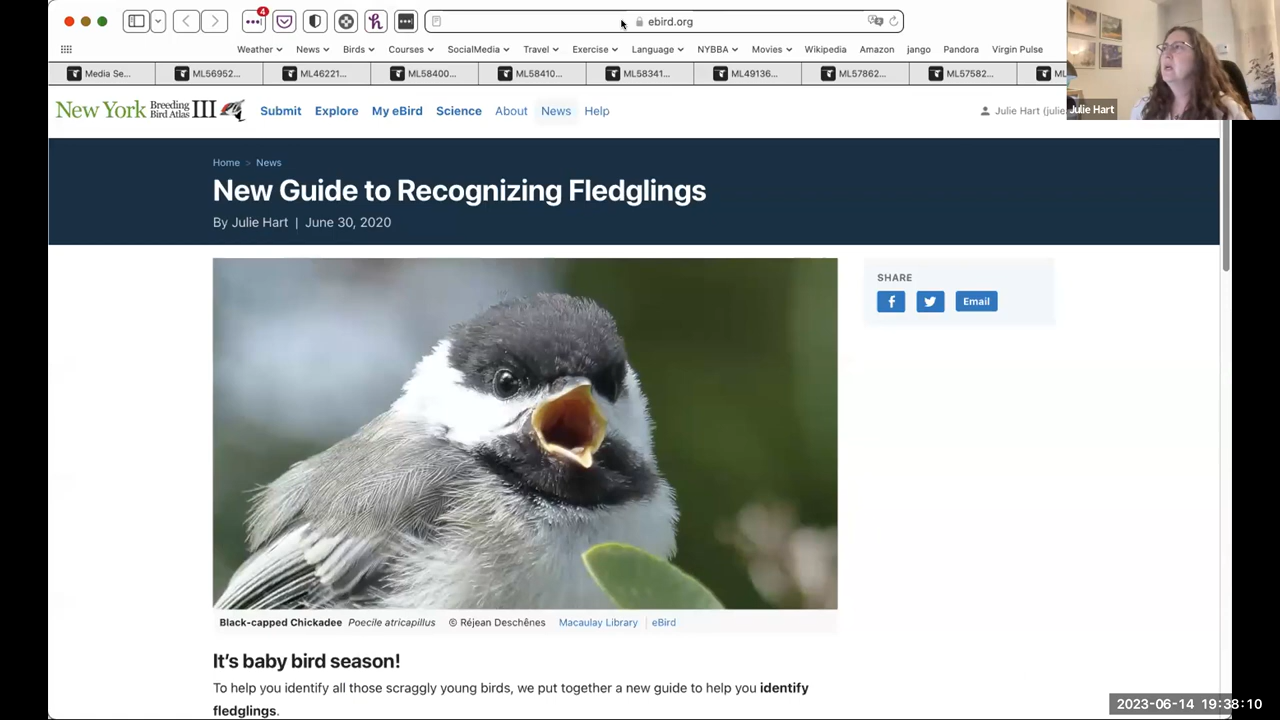 4
ebird.org
Weather News Birds Courses SocialMedia Travel Exercise Language NYBBA Movies Wikipedia Amazon jango Pandora Virgin Pulse
Media Se... ML56952... ML46221... ML58400... ML58410... ML58341... ML49136... ML57862... ML57582... ML
New York Breeding Bird Atlas III Submit Explore My eBird Science About News Help Julie Hart (julie
Julie Hart
Home > News
New Guide to Recognizing Fledglings
By Julie Hart | June 30, 2020
SHARE
Email
Black-capped Chickadee Poecile atricapillus © Réjean Deschênes Macaulay Library | eBird
It's baby bird season!
To help you identify all those scraggly young birds, we put together a new guide to help you identify
fledglings.
2023-06-14 19:38:10